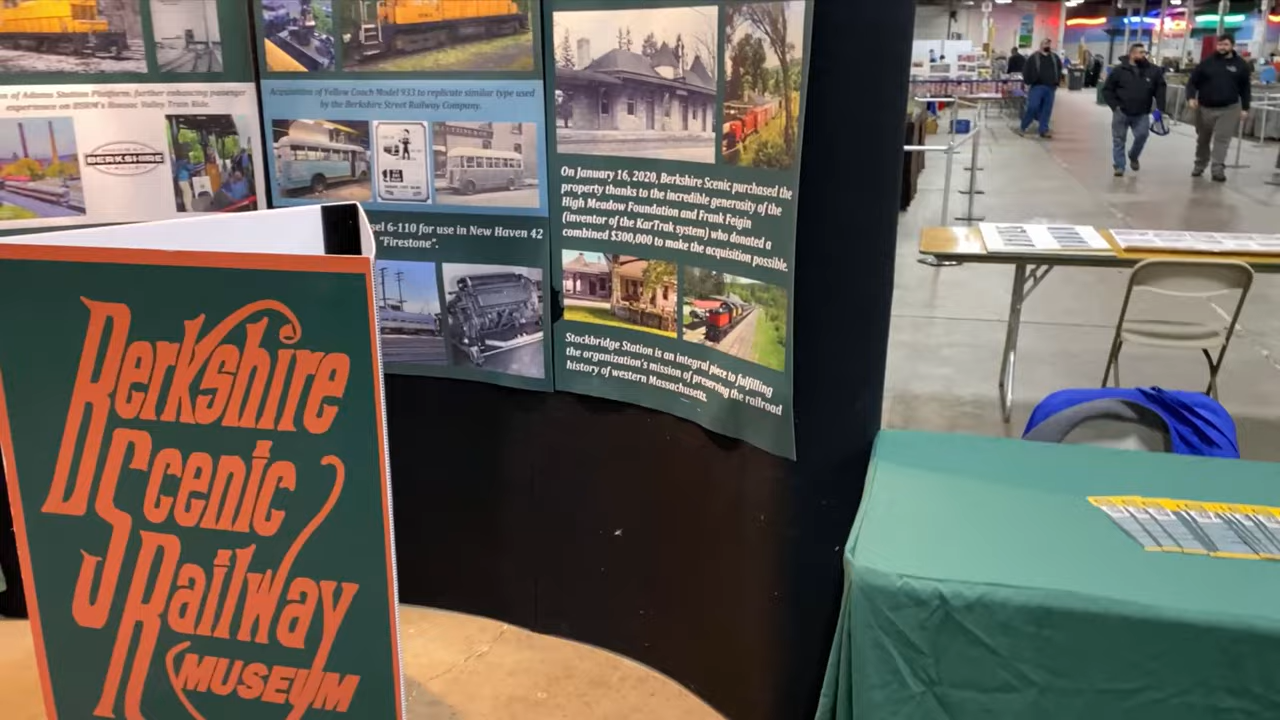 of Adams Station Platform, further enhancing passenger
experience on BSRM's Hoosac Valley Train Ride.
BERKSHIRE
Acquisition of Yellow Coach Model 933 to replicate similar type used
by the Berkshire Street Railway Company.
sel 6-110 for use in New Haven 42
"Firestone".
On January 16, 2020, Berkshire Scenic purchased the
property thanks to the incredible generosity of the
High Meadow Foundation and Frank Feigin
(inventor of the KarTrak system) who donated a
combined $300,000 to make the acquisition possible.
Stockbridge Station is an integral piece to fulfilling
the organization's mission of preserving the railroad
history of western Massachusetts.
Berkshire
Scenic
Railway
MUSEUM